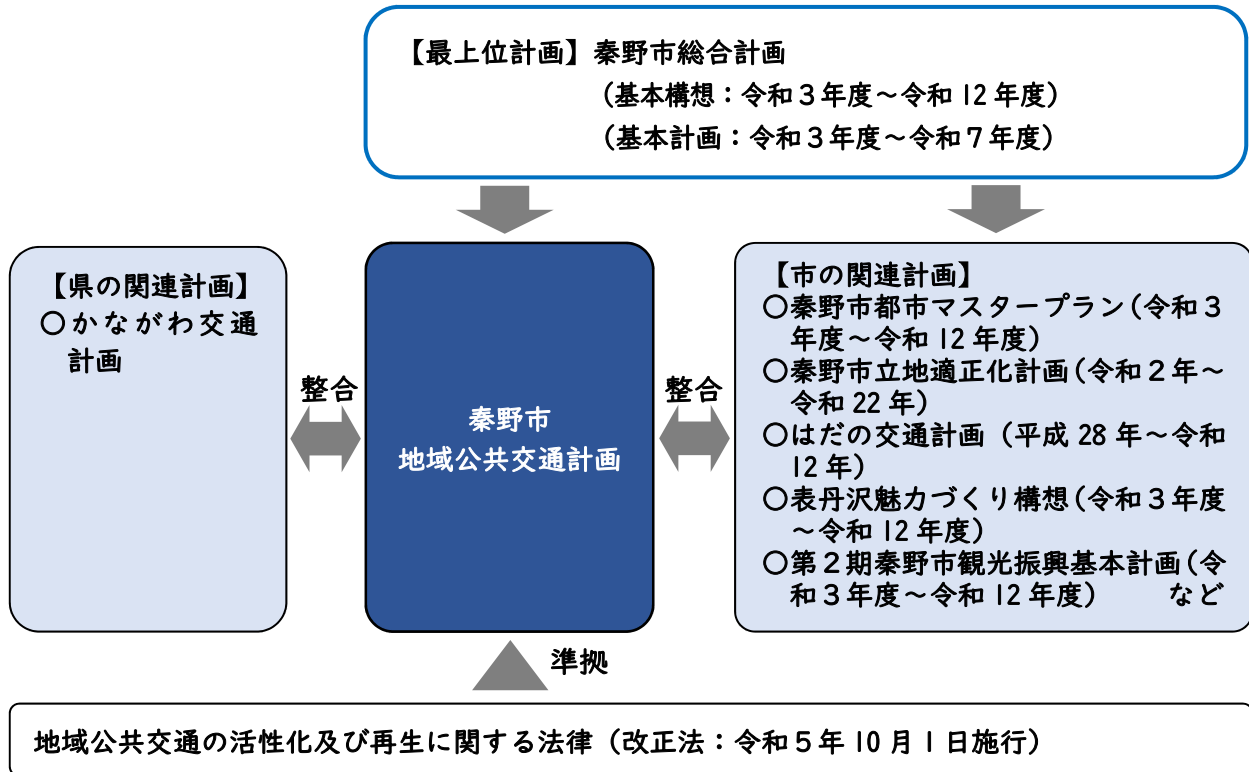 【最上位計画】秦野市総合計画
（基本構想：令和３年度～令和 12 年度）
（基本計画：令和３年度～令和７年度）
【県の関連計画】
〇かながわ交通
計画
整合
秦野市
地域公共交通計画
整合
【市の関連計画】
〇秦野市都市マスタープラン（令和３
年度～令和 12 年度）
〇秦野市立地適正化計画（令和２年～
令和 22 年）
〇はだの交通計画（平成 28 年～令和
12 年）
〇表丹沢魅力づくり構想（令和３年度
～令和 12 年度）
〇第２期秦野市観光振興基本計画（令
和３年度～令和 12 年度）　　など
準拠
地域公共交通の活性化及び再生に関する法律（改正法：令和５年 10 月１日施行）